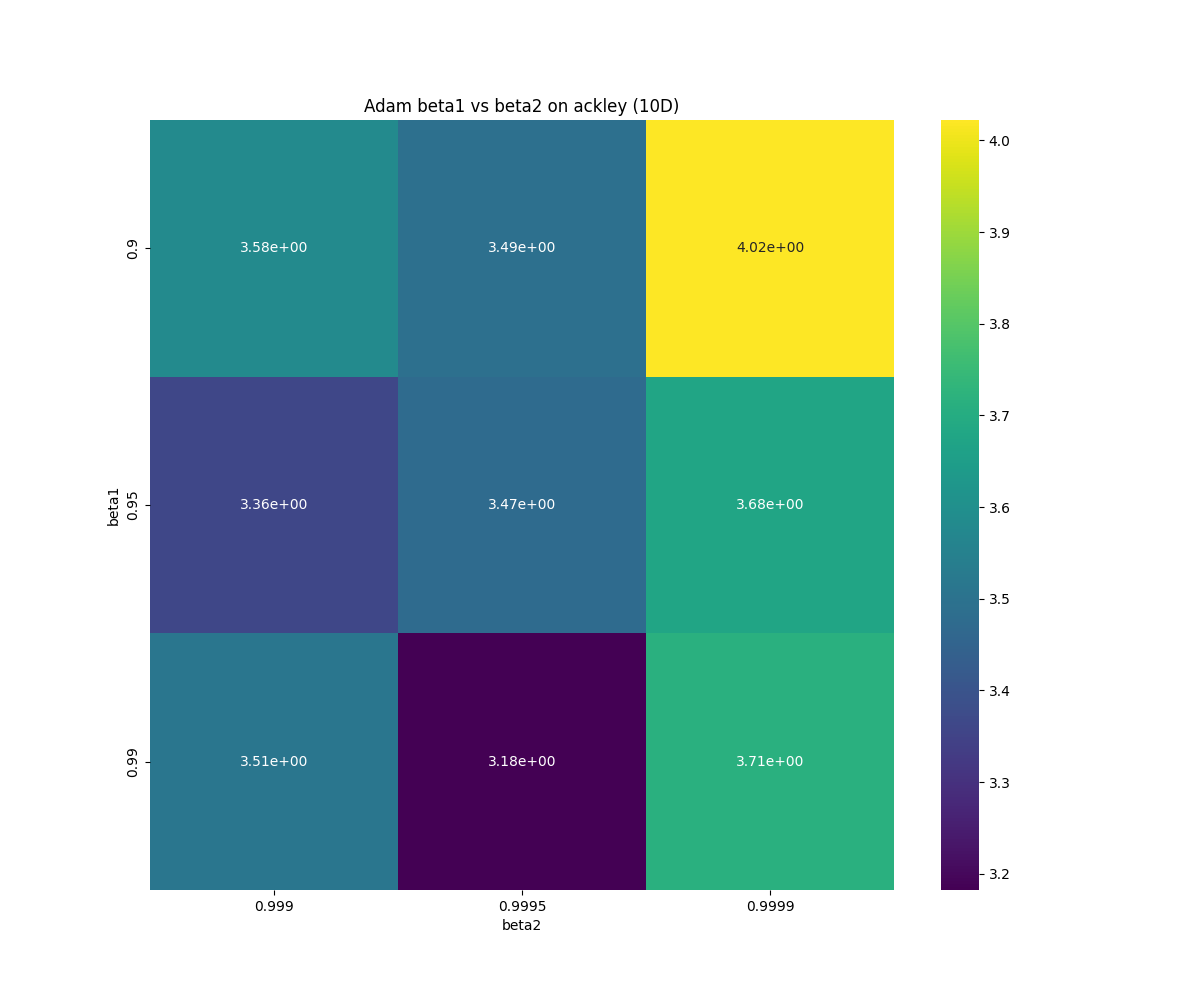 Adam beta1 vs beta2 on ackley (10D)
0.9
3.58e+00
3.49e+00
4.02e+00
beta1
0.95
3.36e+00
3.47e+00
3.68e+00
0.99
3.51e+00
3.18e+00
3.71e+00
0.999
0.9995
0.9999
beta2
4.0
3.9
3.8
3.7
3.6
3.5
3.4
3.3
3.2